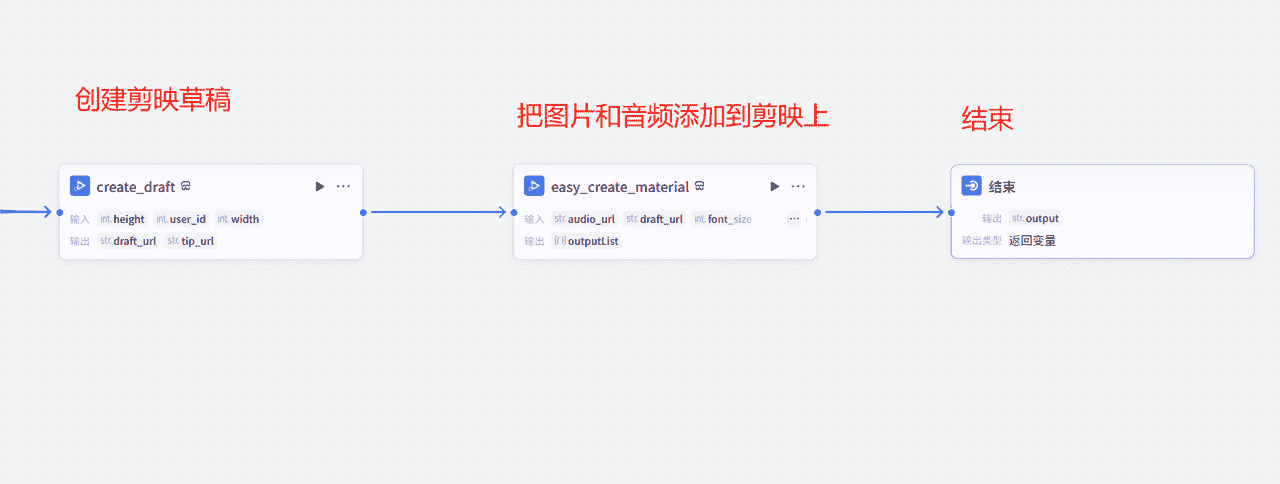 创建剪映草稿
把图片和音频添加到剪映上
结束
create_draft
输入 int. height int. user_id int. width
输出 str. draft_url str. tip_url
easy_create_material
输入 str. audio_url str. draft_url int. font_size ...
输出 [()] outputList
结束
输出 str. output
输出类型 返回变量